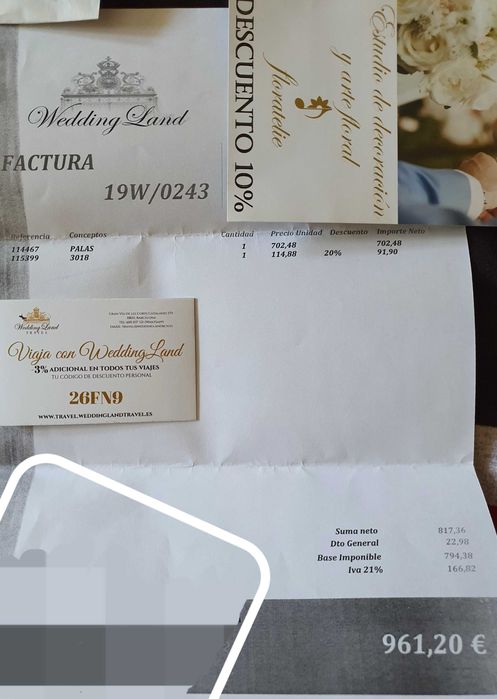 Wedding Land
FACTURA
19W/0243
DESCUENTO 10%
floratelie
y arte floral
Estudio de decoración
Referencia Conceptos Cantidad Precio Unidad Descuento Importe Neto
114467 PALAS 1 702,48 702,48
115399 3018 1 114,88 20% 91,90
Wedding Land
TRAVEL
Viaja con WeddingLand
-3% ADICIONAL EN TODOS TUS VIAJES
TU CÓDIGO DE DESCUENTO PERSONAL
26FN9
WWW.TRAVEL.WEDDINGLANDTRAVEL.ES
Suma neto 817,36
Dto General 22,98
Base Imponible 794,38
Iva 21% 166,82
961,20 €